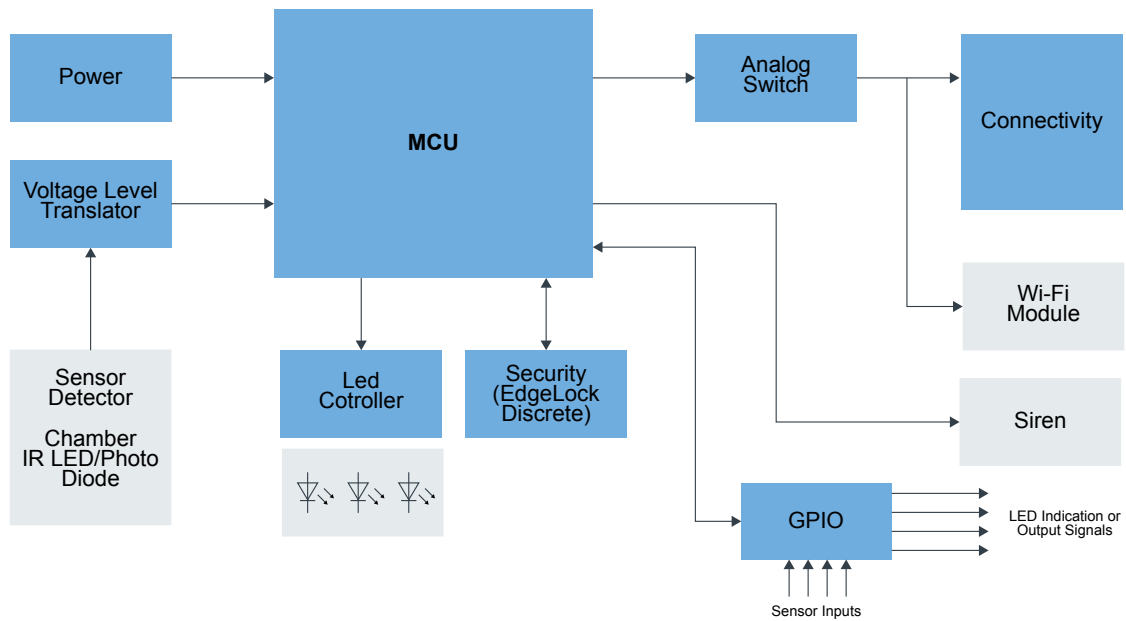 Power
MCU
Analog
Switch
Connectivity
Voltage Level
Translator
Wi-Fi
Module
Sensor
Detector
Chamber
IR LED/Photo
Diode
Led
Cotroller
Security
(EdgeLock
Discrete)
Siren
GPIO
LED Indication or
Output Signals
Sensor Inputs